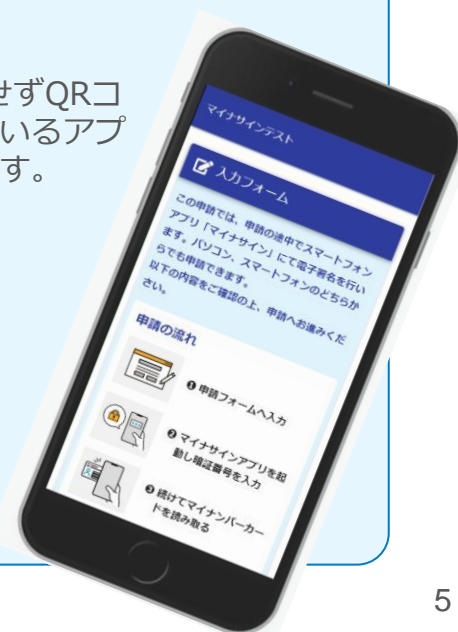 せずQRコ
いるアプ
す。
マイナサインテスト
入力フォーム
この申請では、申請の途中でスマートフォン
アプリ「マイナサイン」にて電子署名を行い
ます。パソコン、スマートフォンのどちらか
らでも申請できます。
以下の内容をご確認の上、申請へお進みくだ
さい。
申請の流れ
❶ 申請フォームへ入力
❷ マイナサインアプリを起
動し暗証番号を入力
❸ 続けてマイナンバーカー
ドを読み取る
5